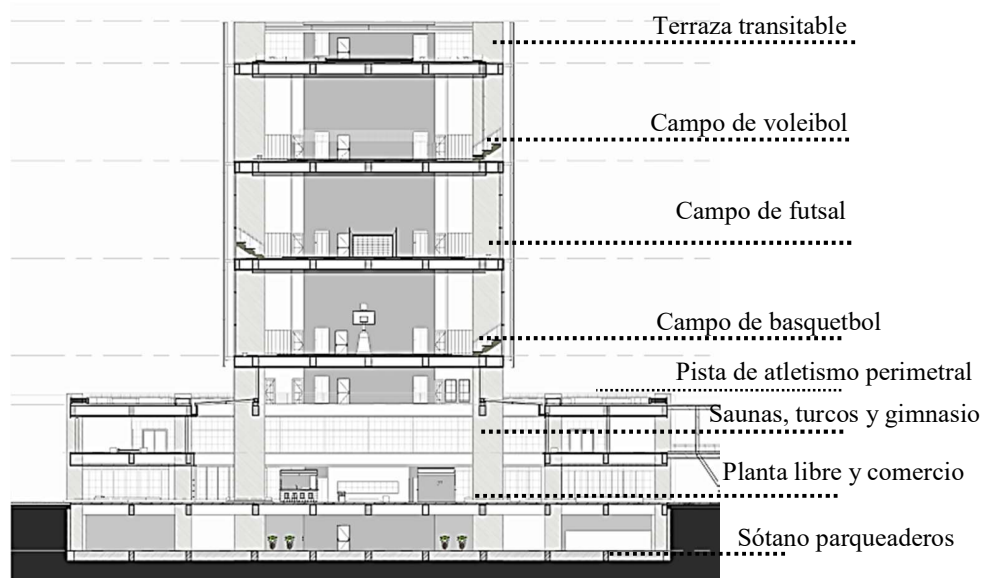 Terraza transitable
Campo de voleibol
Campo de futsal
Campo de basquetbol
Pista de atletismo perimetral
Saunas, turcos y gimnasio
Planta libre y comercio
Sótano parqueaderos